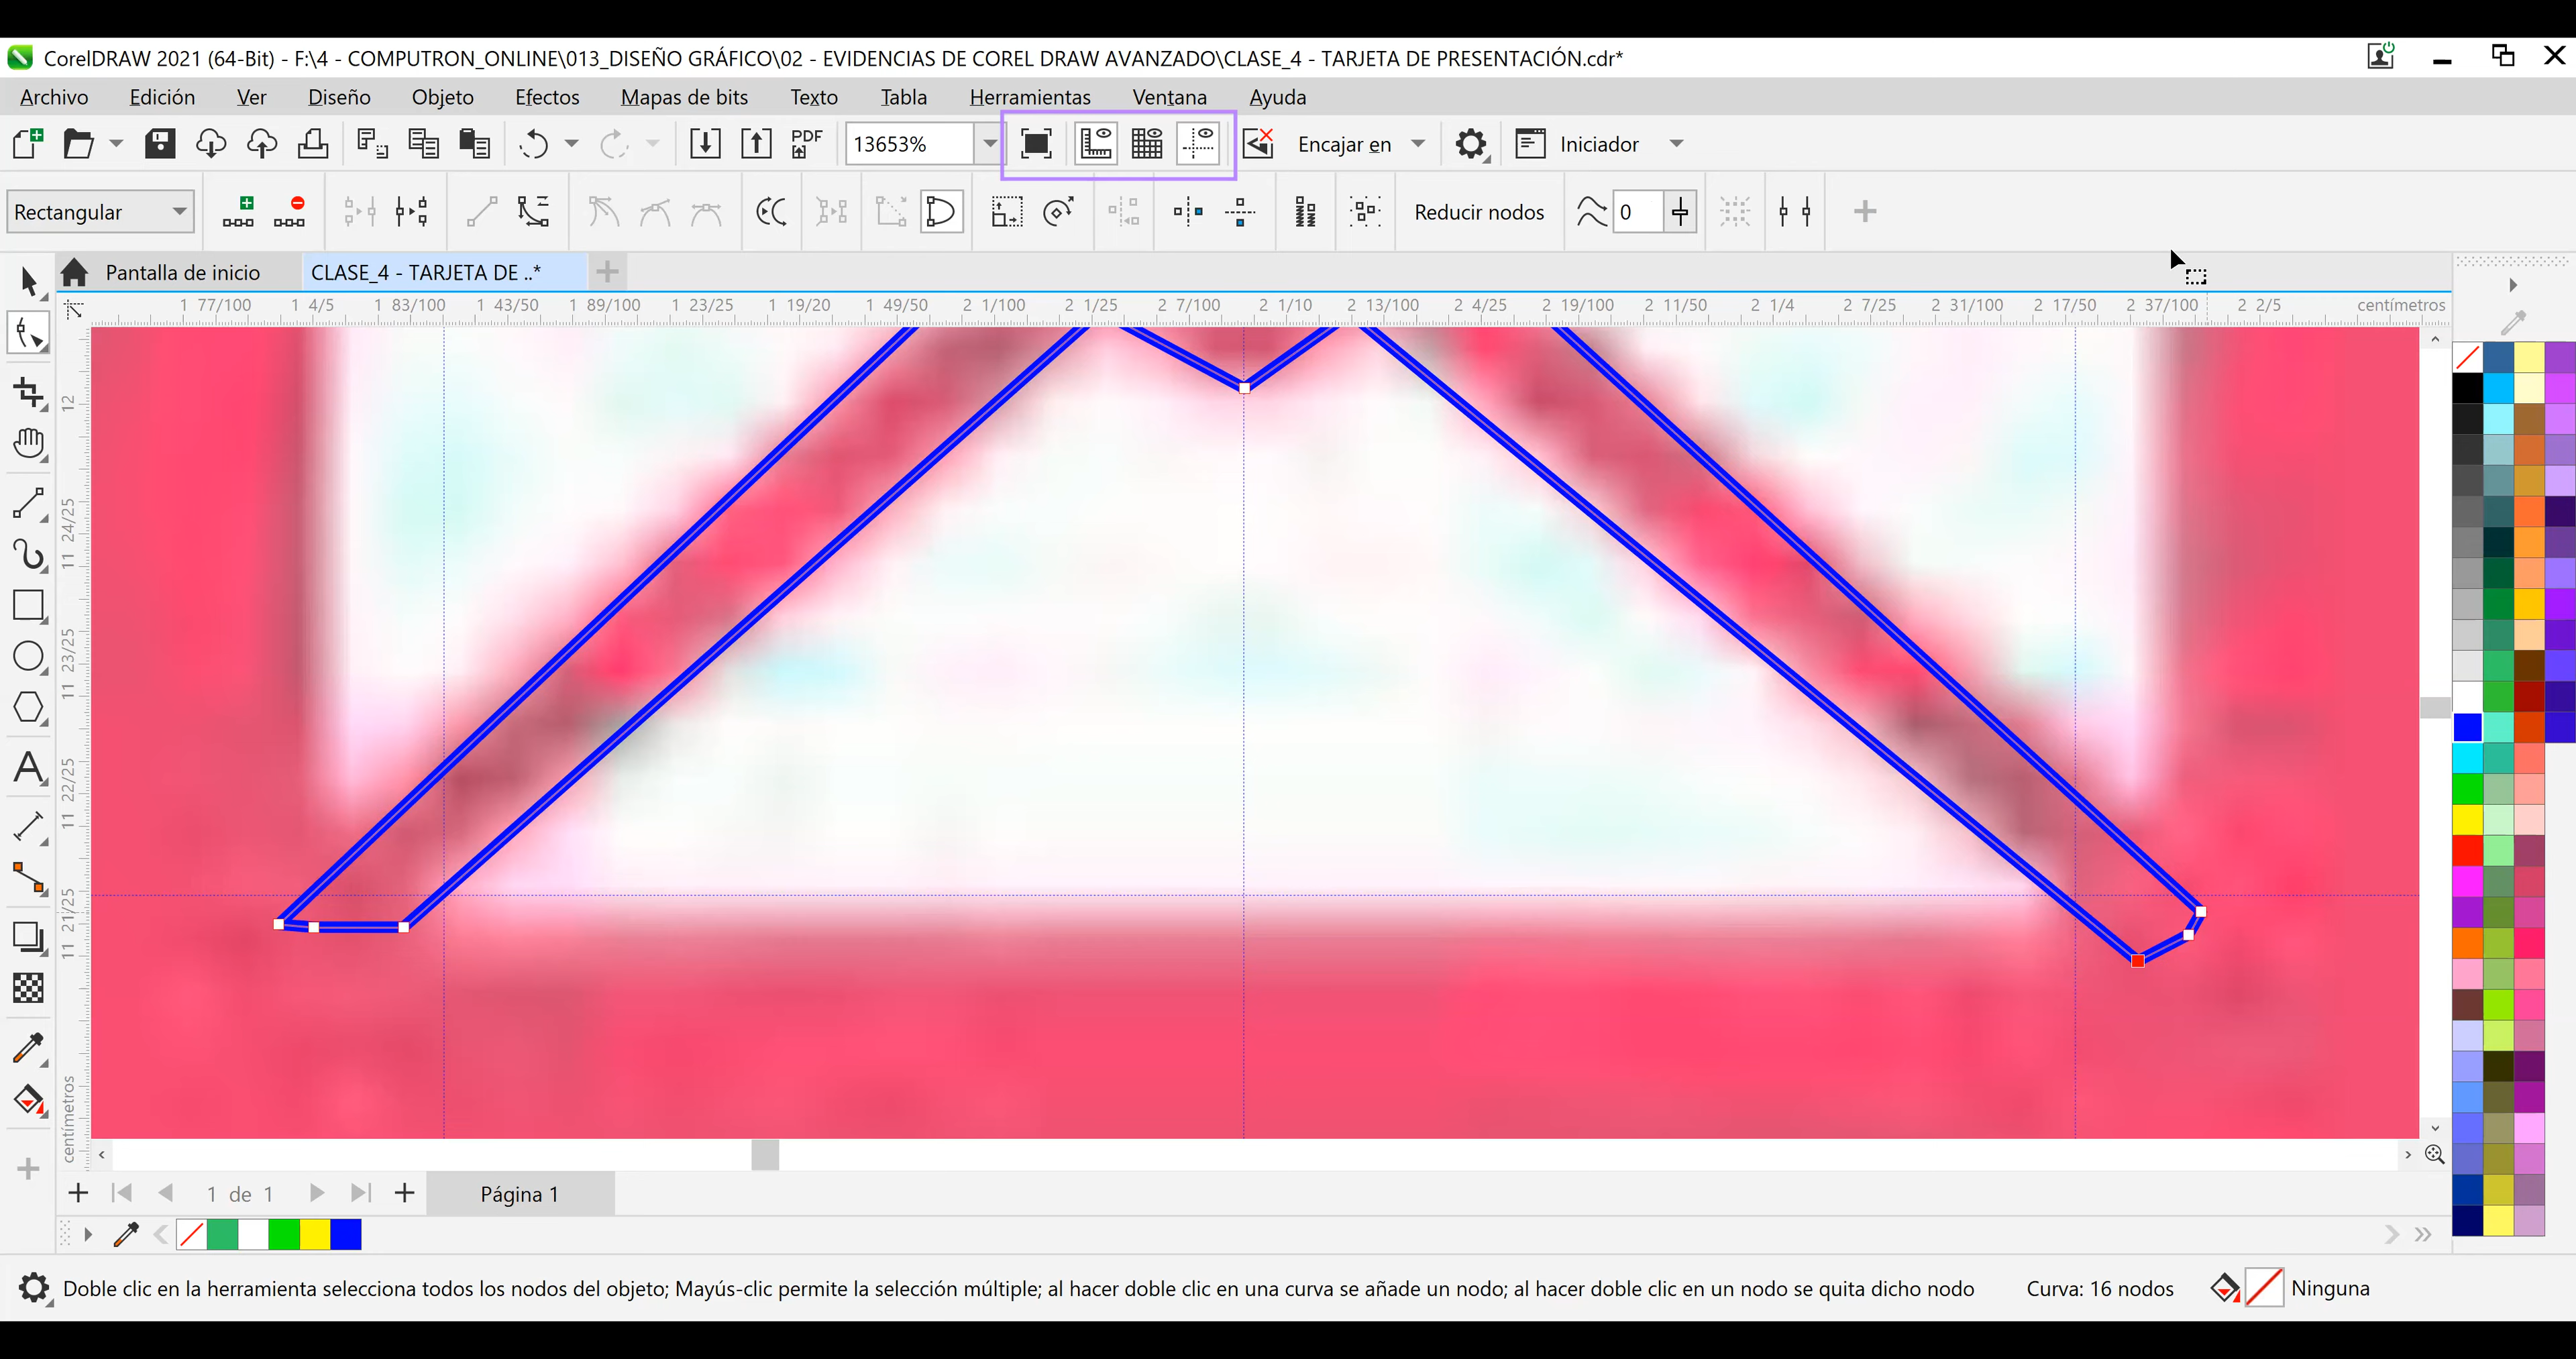 CorelDRAW 2021 (64-Bit) - F:\4 - COMPUTRON_ONLINE\013_DISEÑO GRÁFICO\02 - EVIDENCIAS DE COREL DRAW AVANZADO\CLASE_4 - TARJETA DE PRESENTACIÓN.cdr*
Archivo Edición Ver Diseño Objeto Efectos Mapas de bits Texto Tabla Herramientas Ventana Ayuda
PDF 13653% Encajar en Iniciador
Rectangular Reducir nodos 0
Pantalla de inicio CLASE_4 - TARJETA DE ..*
1 77/100 1 4/5 1 83/100 1 43/50 1 89/100 1 23/25 1 19/20 1 49/50 2 1/100 2 1/25 2 7/100 2 1/10 2 13/100 2 4/25 2 19/100 2 11/50 2 1/4 2 7/25 2 31/100 2 17/50 2 37/100 2 2/5 centímetros
12
11 24/25
11 23/25
11 22/25
11 21/25
centímetros
1 de 1 Página 1
Doble clic en la herramienta selecciona todos los nodos del objeto; Mayús-clic permite la selección múltiple; al hacer doble clic en una curva se añade un nodo; al hacer doble clic en un nodo se quita dicho nodo Curva: 16 nodos Ninguna